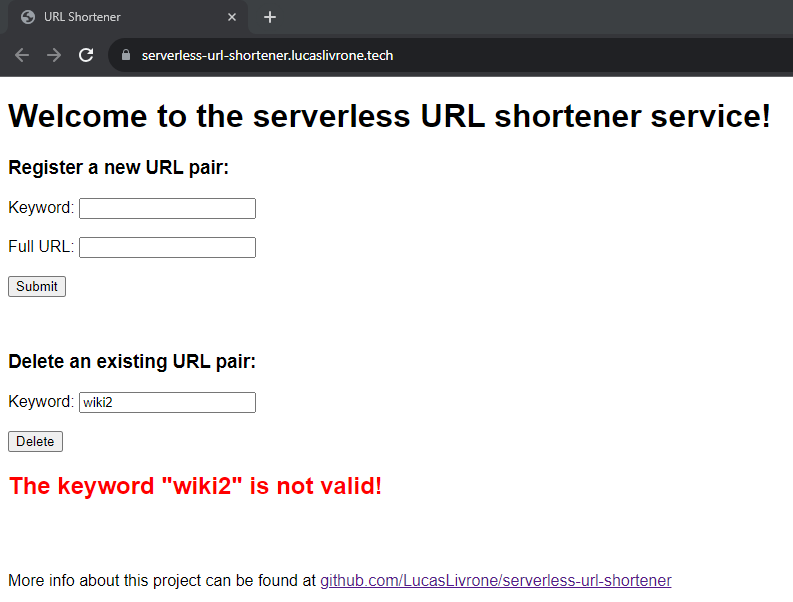 URL Shortener
serverless-url-shortener.lucaslivrone.tech
Welcome to the serverless URL shortener service!
Register a new URL pair:
Keyword:
Full URL:
Submit
Delete an existing URL pair:
Keyword: wiki2
Delete
The keyword "wiki2" is not valid!
More info about this project can be found at github.com/LucasLivrone/serverless-url-shortener